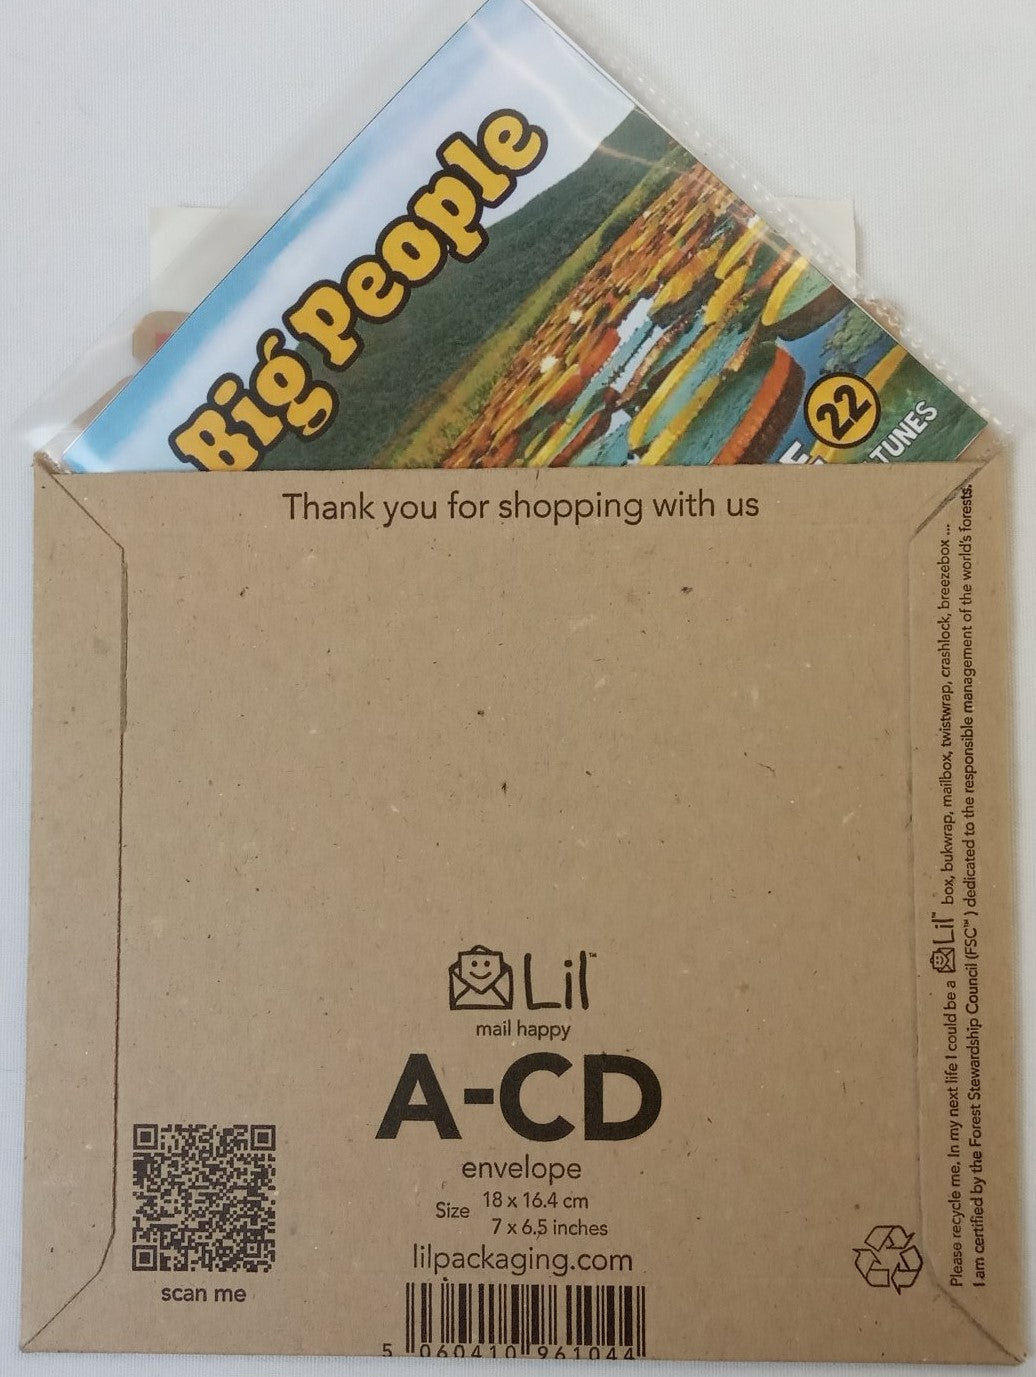 Big People
22
TUNES
Thank you for shopping with us
Lil™
mail happy
A-CD
envelope
Size 18 x 16.4 cm
7 x 6.5 inches
lilpackaging.com
5 060410 961044
scan me
Please recycle me. In my next life I could be a Lil™ box, bukwrap, mailbox, twistwrap, crashlock, breezebox ...
I am certified by the Forest Stewardship Council (FSC™) dedicated to the responsible management of the world's forests.